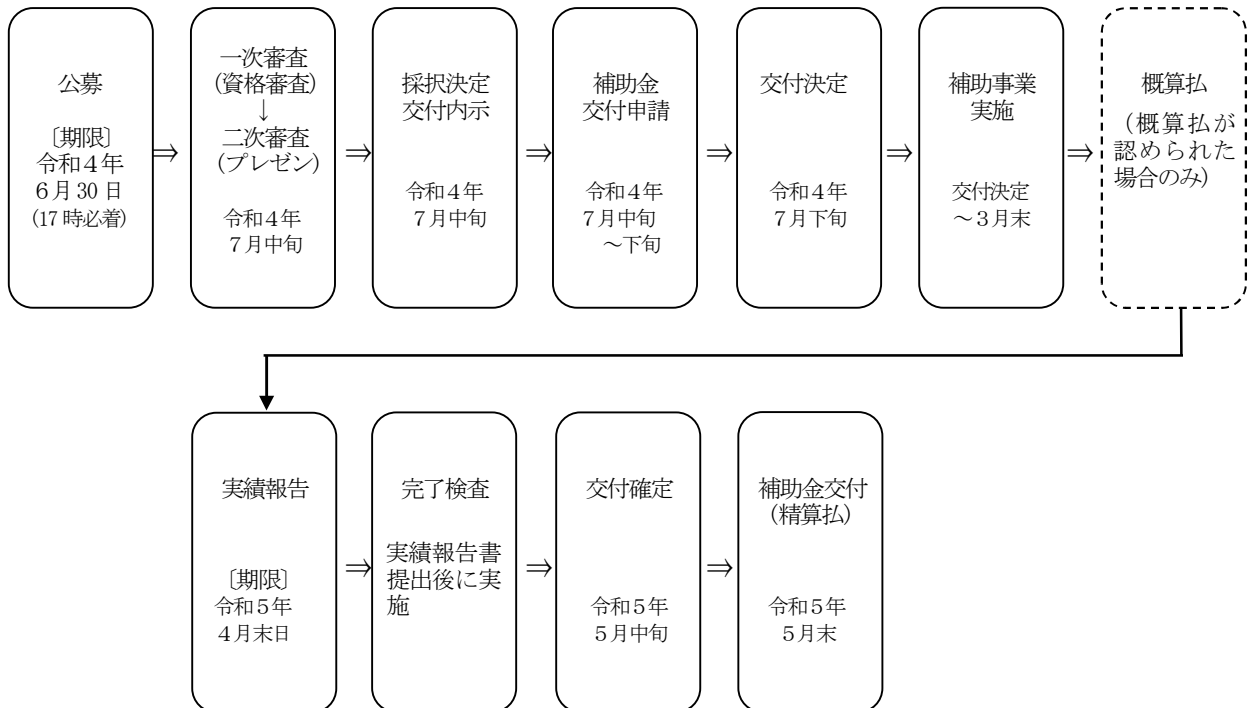 公募
〔期限〕
令和４年
６月30日
(17時必着)
⇒
一次審査
(資格審査)
↓
二次審査
(プレゼン)
令和４年
７月中旬
⇒
採択決定
交付内示
令和４年
７月中旬
⇒
補助金
交付申請
令和４年
７月中旬
～下旬
⇒
交付決定
令和４年
７月下旬
⇒
補助事業
実施
交付決定
～３月末
⇒
概算払
（概算払が
認められた
場合のみ）
実績報告
〔期限〕
令和５年
４月末日
⇒
完了検査
実績報告書
提出後に実
施
⇒
交付確定
令和５年
５月中旬
⇒
補助金交付
（精算払）
令和５年
５月末